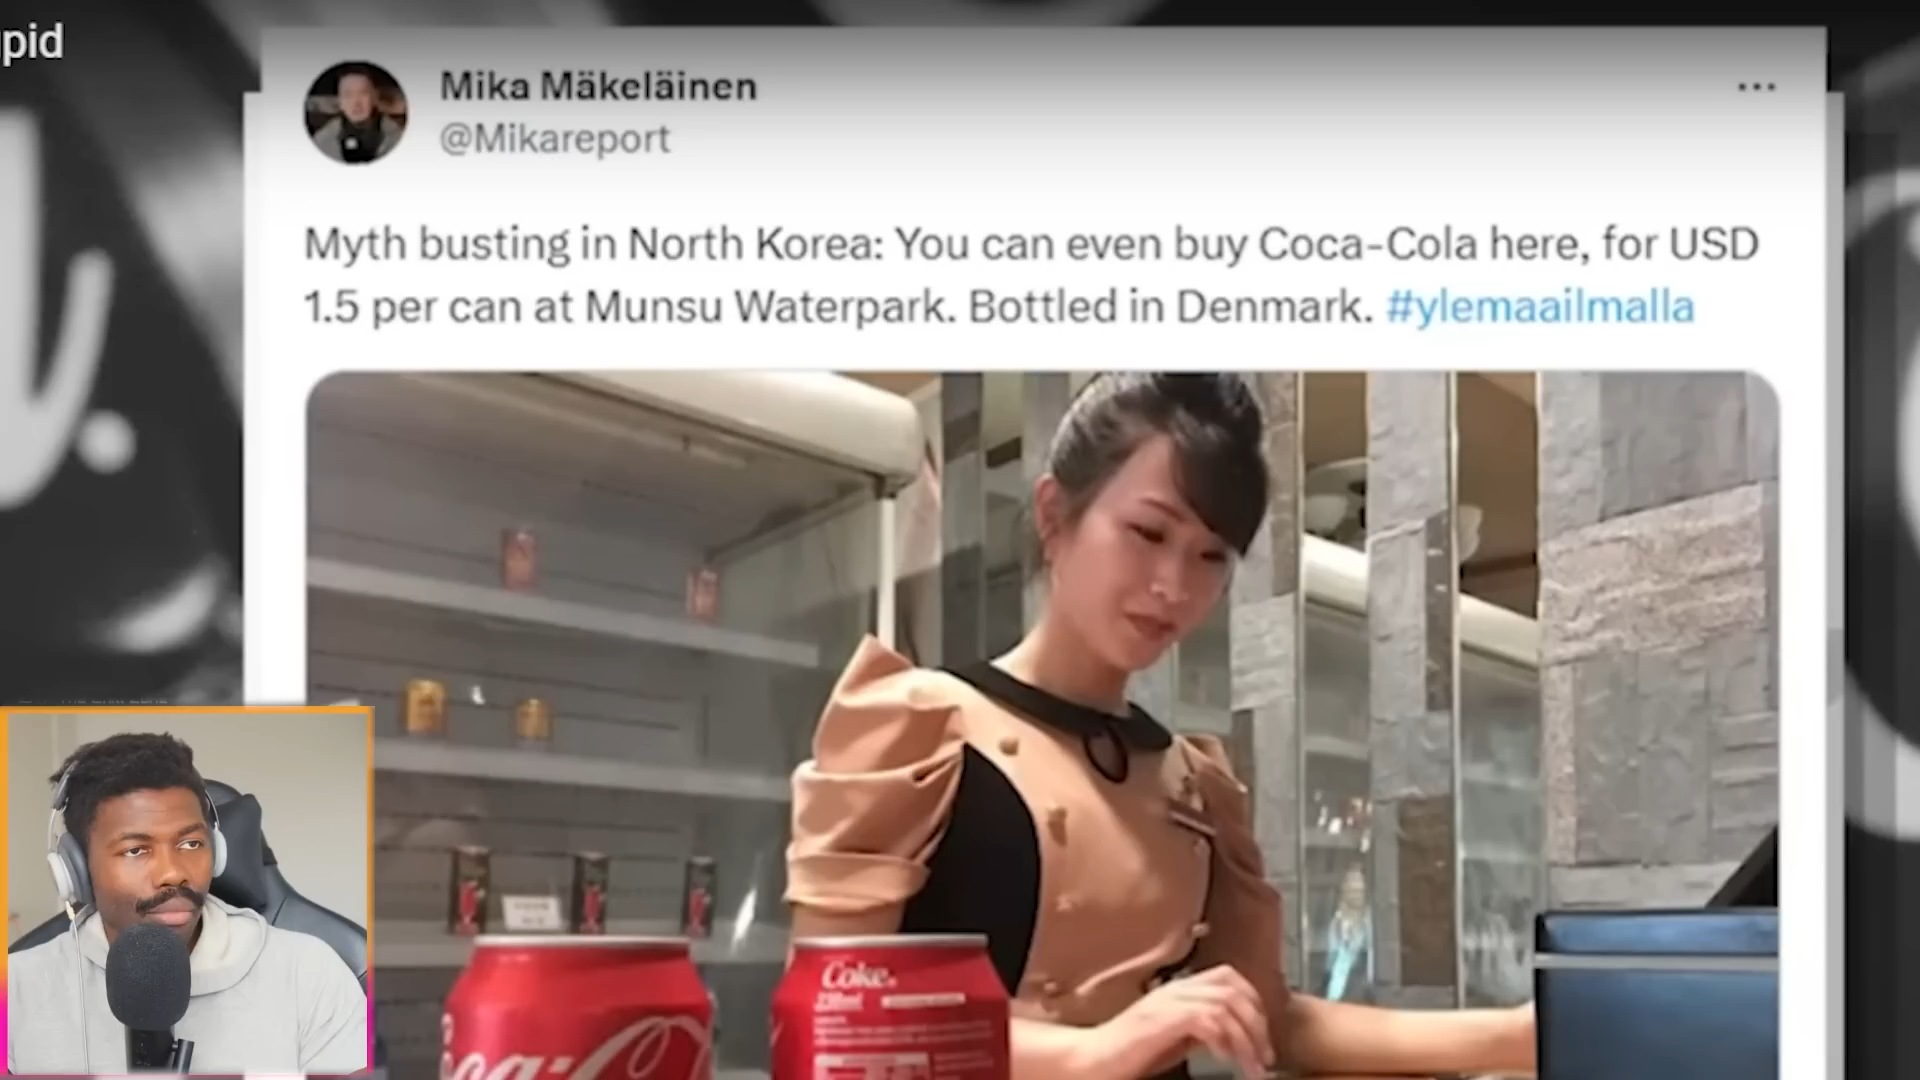 pid
Mika Mäkeläinen
@Mikareport
Myth busting in North Korea: You can even buy Coca-Cola here, for USD
1.5 per can at Munsu Waterpark. Bottled in Denmark. #ylemaailmalla
Coke.
330ml